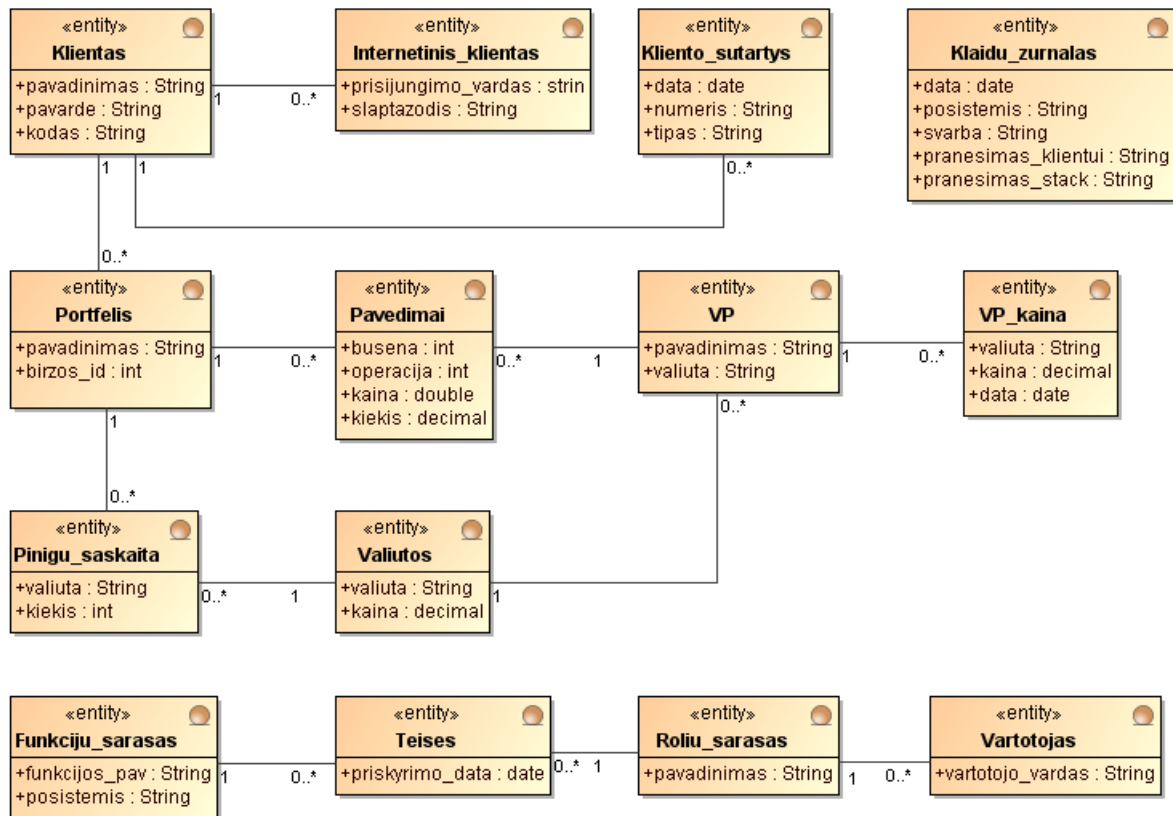 «entity»
Klientas
+pavadinimas : String
+pavarde : String
+kodas : String
«entity»
Internetinis_klientas
+prisijungimo_vardas : strin
+slaptazodis : String
«entity»
Kliento_sutartys
+data : date
+numeris : String
+tipas : String
«entity»
Klaidu_zurnalas
+data : date
+posistemis : String
+svarba : String
+pranesimas_klientui : String
+pranesimas_stack : String
1
0..*
1
1
0..*
0..*
«entity»
Portfelis
+pavadinimas : String
+birzos_id : int
«entity»
Pavedimai
+busena : int
+operacija : int
+kaina : double
+kiekis : decimal
«entity»
VP
+pavadinimas : String
+valiuta : String
«entity»
VP_kaina
+valiuta : String
+kaina : decimal
+data : date
1
0..*
0..*
1
1
0..*
1
0..*
0..*
«entity»
Pinigu_saskaita
+valiuta : String
+kiekis : int
«entity»
Valiutos
+valiuta : String
+kaina : decimal
0..*
1
1
«entity»
Funkciju_sarasas
+funkcijos_pav : String
+posistemis : String
«entity»
Teises
+priskyrimo_data : date
«entity»
Roliu_sarasas
+pavadinimas : String
«entity»
Vartotojas
+vartotojo_vardas : String
1
0..*
0..*
1
1
0..*